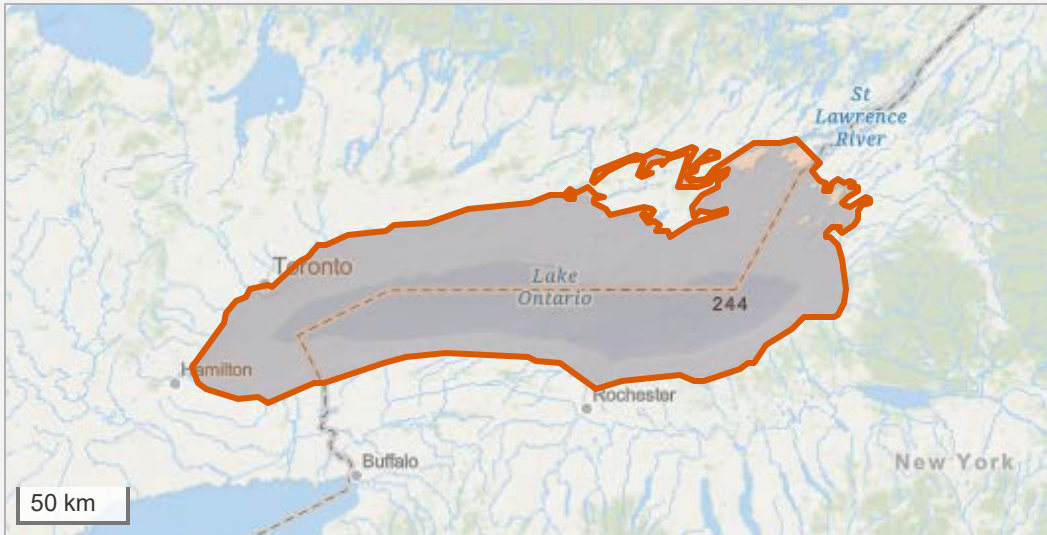 St
Lawrence
River
Toronto
Lake
Ontario
244
Hamilton
Rochester
Buffalo
New York
50 km